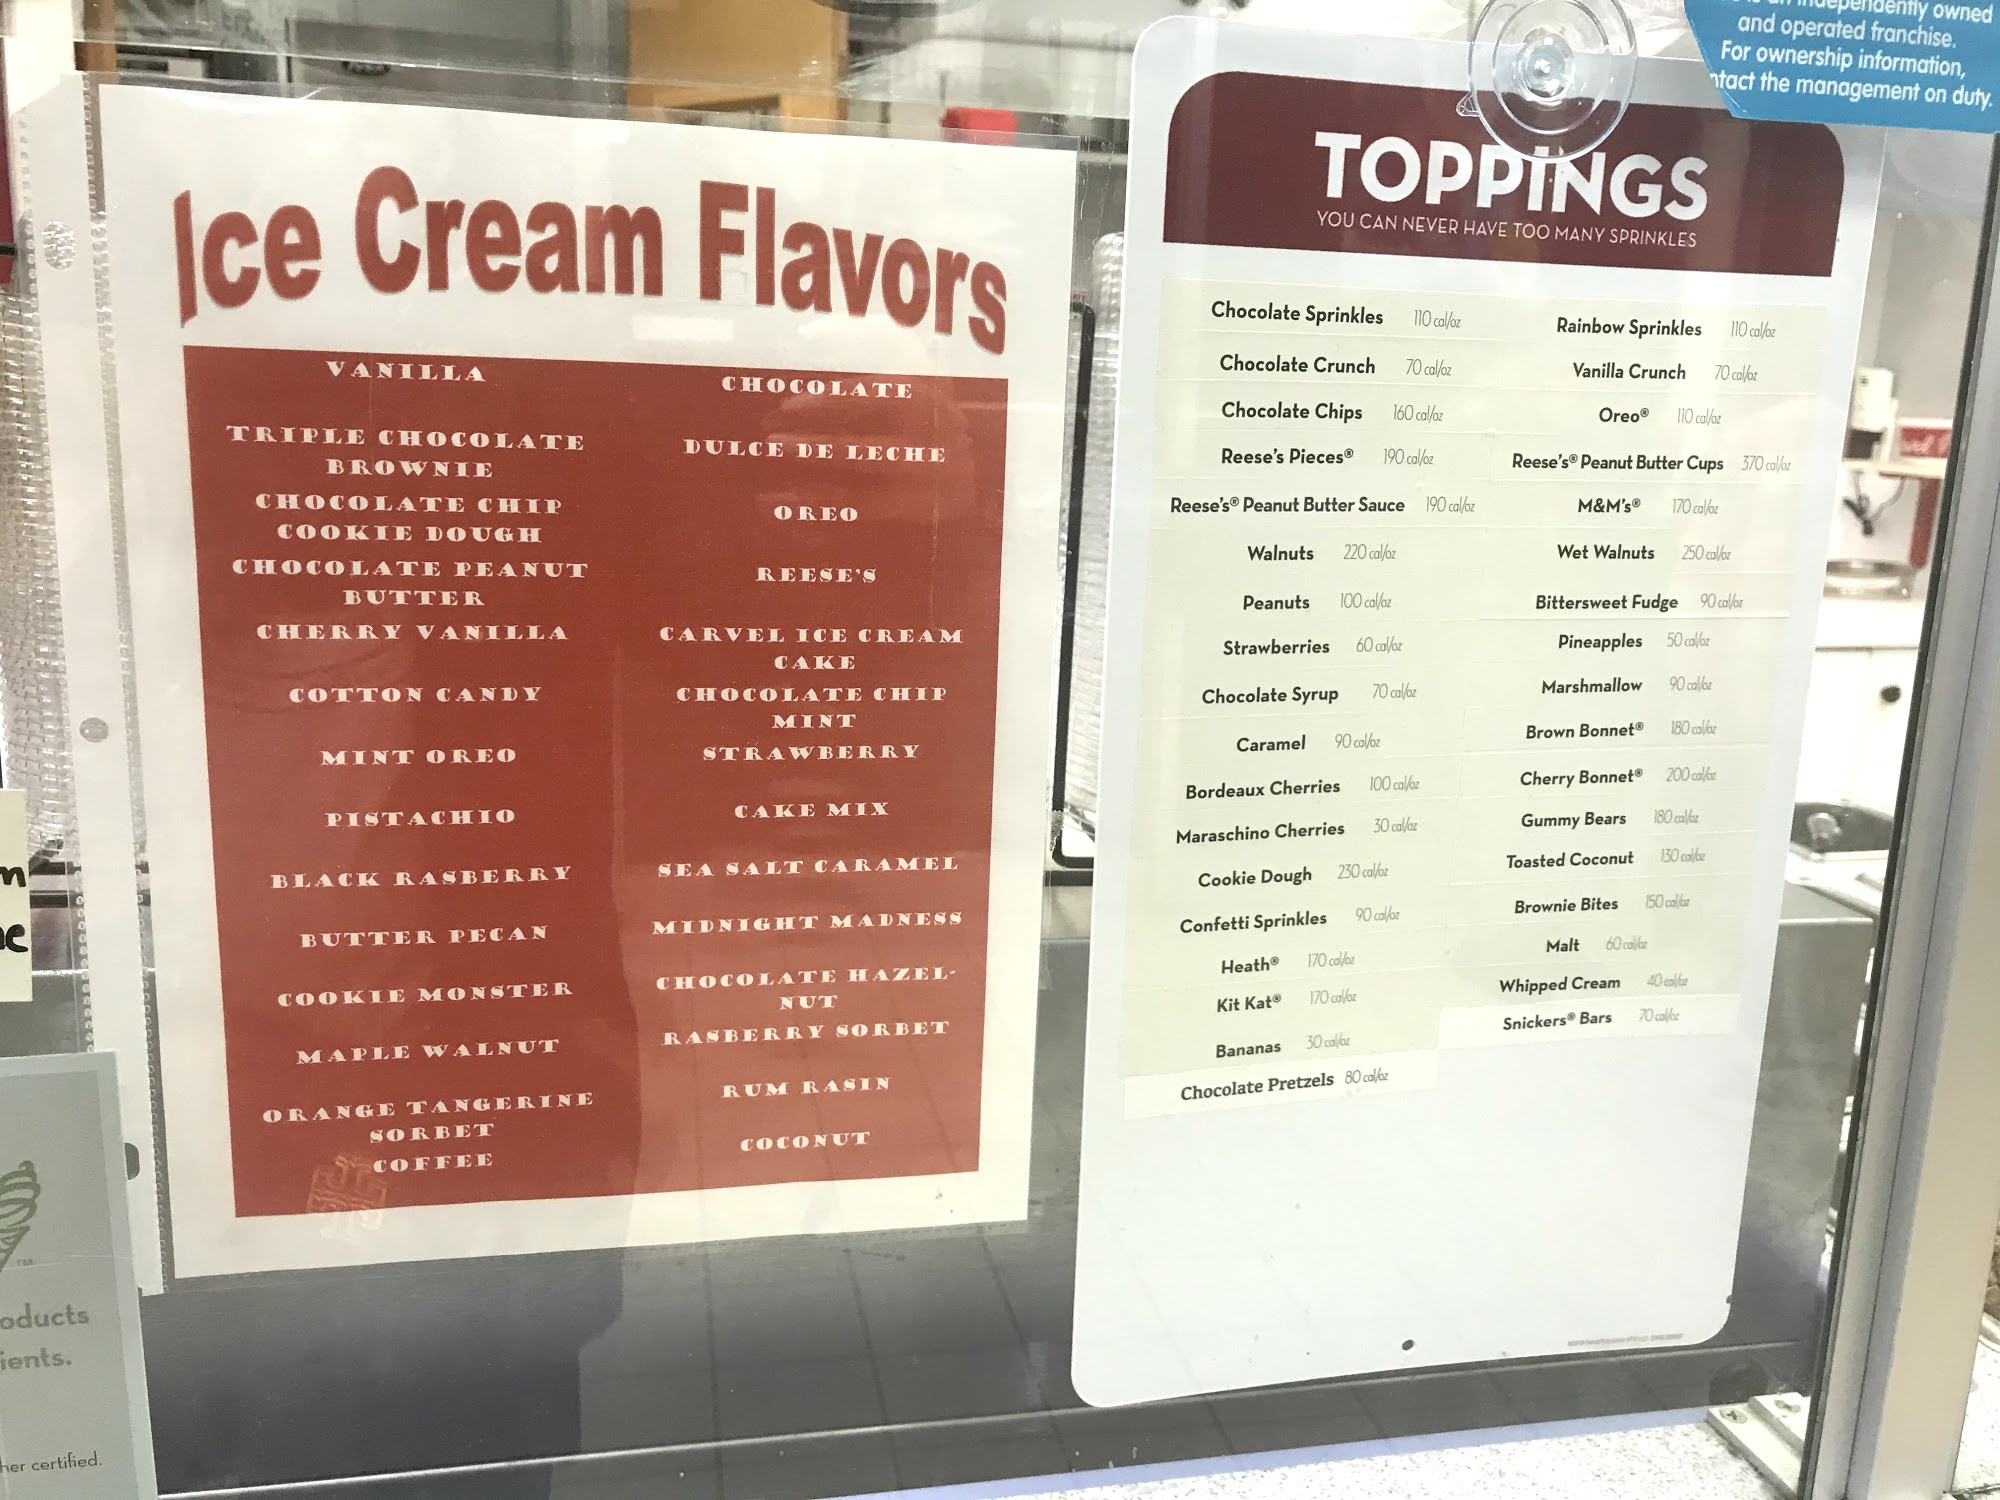 Ice Cream Flavors
VANILLA
TRIPLE CHOCOLATE
BROWNIE
CHOCOLATE CHIP
COOKIE DOUGH
CHOCOLATE PEANUT
BUTTER
CHERRY VANILLA
COTTON CANDY
MINT OREO
PISTACHIO
BLACK RASBERRY
BUTTER PECAN
COOKIE MONSTER
MAPLE WALNUT
ORANGE TANGERINE
SORBET
COFFEE
CHOCOLATE
DULCE DE LECHE
OREO
REESE'S
CARVEL ICE CREAM
CAKE
CHOCOLATE CHIP
MINT
STRAWBERRY
CAKE MIX
SEA SALT CARAMEL
MIDNIGHT MADNESS
CHOCOLATE HAZEL-
NUT
RASBERRY SORBET
RUM RASIN
COCONUT
TOPPINGS
YOU CAN NEVER HAVE TOO MANY SPRINKLES
Chocolate Sprinkles 110 cal/oz
Chocolate Crunch 70 cal/oz
Chocolate Chips 160 cal/oz
Reese's Pieces® 190 cal/oz
Reese's® Peanut Butter Sauce 190 cal/oz
Walnuts 220 cal/oz
Peanuts 100 cal/oz
Strawberries 60 cal/oz
Chocolate Syrup 70 cal/oz
Caramel 90 cal/oz
Bordeaux Cherries 100 cal/oz
Maraschino Cherries 30 cal/oz
Cookie Dough 230 cal/oz
Confetti Sprinkles 90 cal/oz
Heath® 170 cal/oz
Kit Kat® 170 cal/oz
Bananas 30 cal/oz
Chocolate Pretzels 80 cal/oz
Rainbow Sprinkles 110 cal/oz
Vanilla Crunch 70 cal/oz
Oreo® 110 cal/oz
Reese's® Peanut Butter Cups 370 cal/oz
M&M's® 170 cal/oz
Wet Walnuts 250 cal/oz
Bittersweet Fudge 90 cal/oz
Pineapples 50 cal/oz
Marshmallow 90 cal/oz
Brown Bonnet® 180 cal/oz
Cherry Bonnet® 200 cal/oz
Gummy Bears 180 cal/oz
Toasted Coconut 130 cal/oz
Brownie Bites 150 cal/oz
Malt 60 cal/oz
Whipped Cream 40 cal/oz
Snickers® Bars 70 cal/oz
independently owned
and operated franchise.
For ownership information,
ntact the management on duty.
TM
oducts
ients.
her certified.